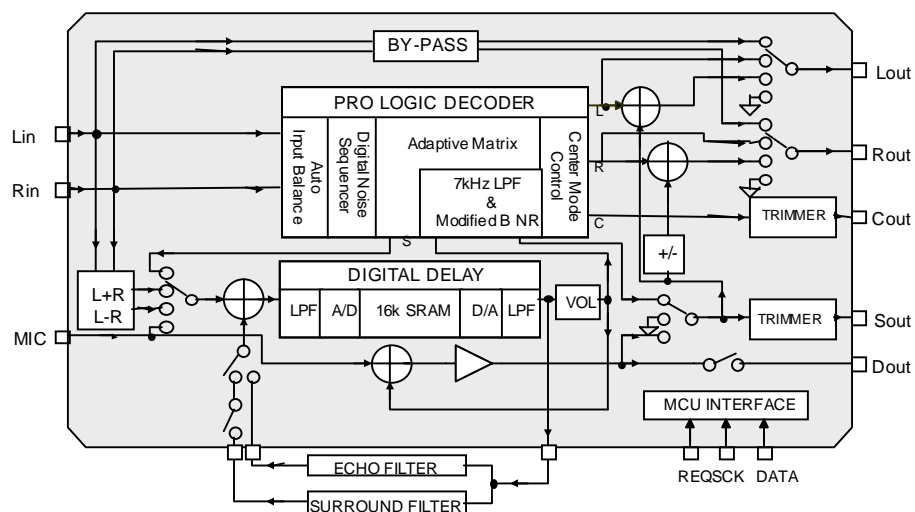 BY-PASS
Lout
PRO LOGIC DECODER
L
Lin
Auto
Input Balance
Digital Noise
Sequencer
Adaptive Matrix
Center Mode
Control
R
Rout
Rin
7kHz LPF
&
Modified B NR
C
TRIMMER
Cout
S
+/-
L+R
L-R
DIGITAL DELAY
LPF
A/D
16k SRAM
D/A
LPF
VOL
TRIMMER
Sout
MIC
Dout
MCU INTERFACE
ECHO FILTER
REQSCK DATA
SURROUND FILTER